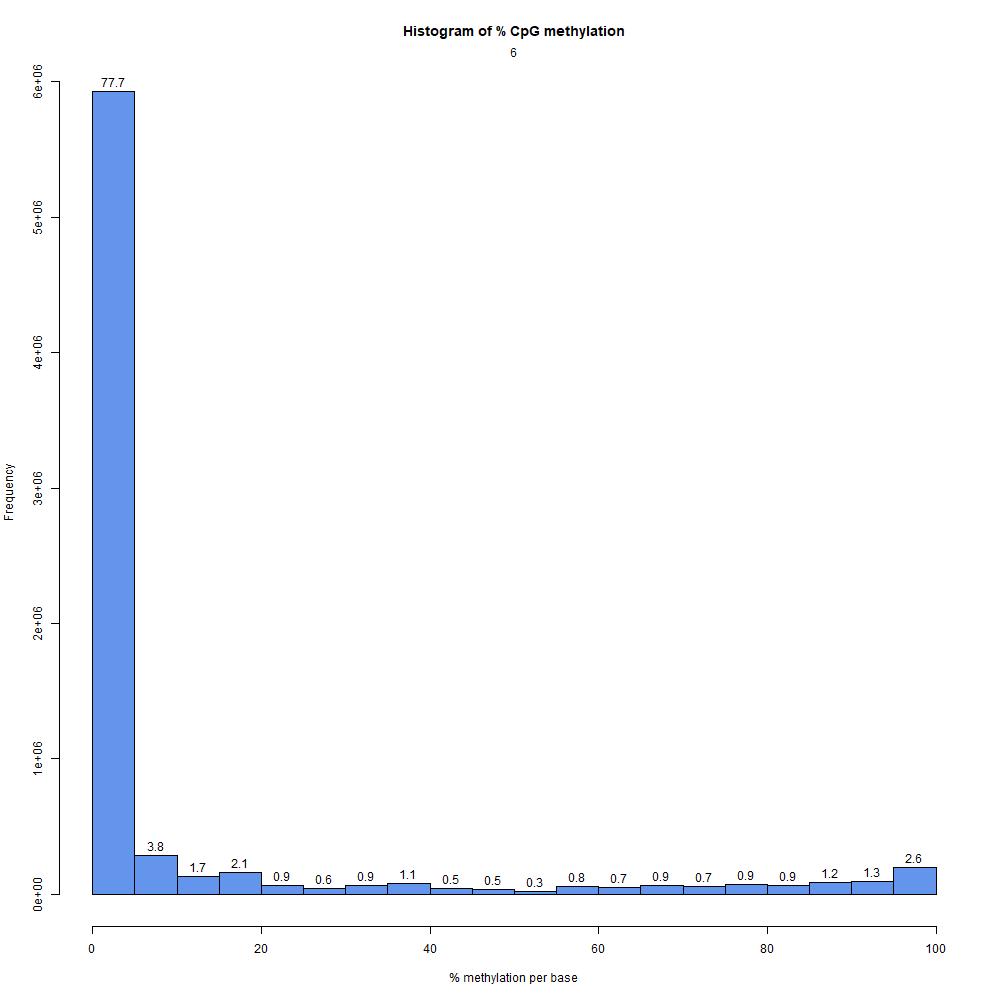 Histogram of % CpG methylation
6
Frequency
6e+06
5e+06
4e+06
3e+06
2e+06
1e+06
0e+00
77.7
3.8
1.7
2.1
0.9
0.6
0.9
1.1
0.5
0.5
0.3
0.8
0.7
0.9
0.7
0.9
0.9
1.2
1.3
2.6
0 20 40 60 80 100
% methylation per base